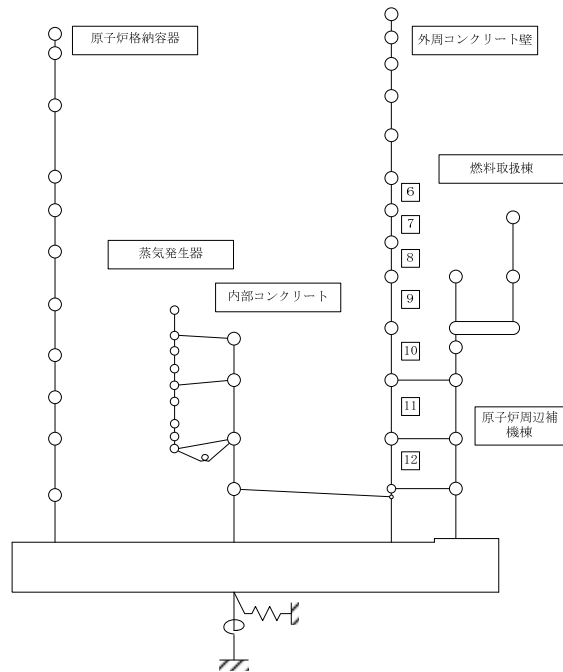 原子炉格納容器
外周コンクリート壁
燃料取扱棟
6
7
8
蒸気発生器
内部コンクリート
9
10
11
原子炉周辺補
機棟
12